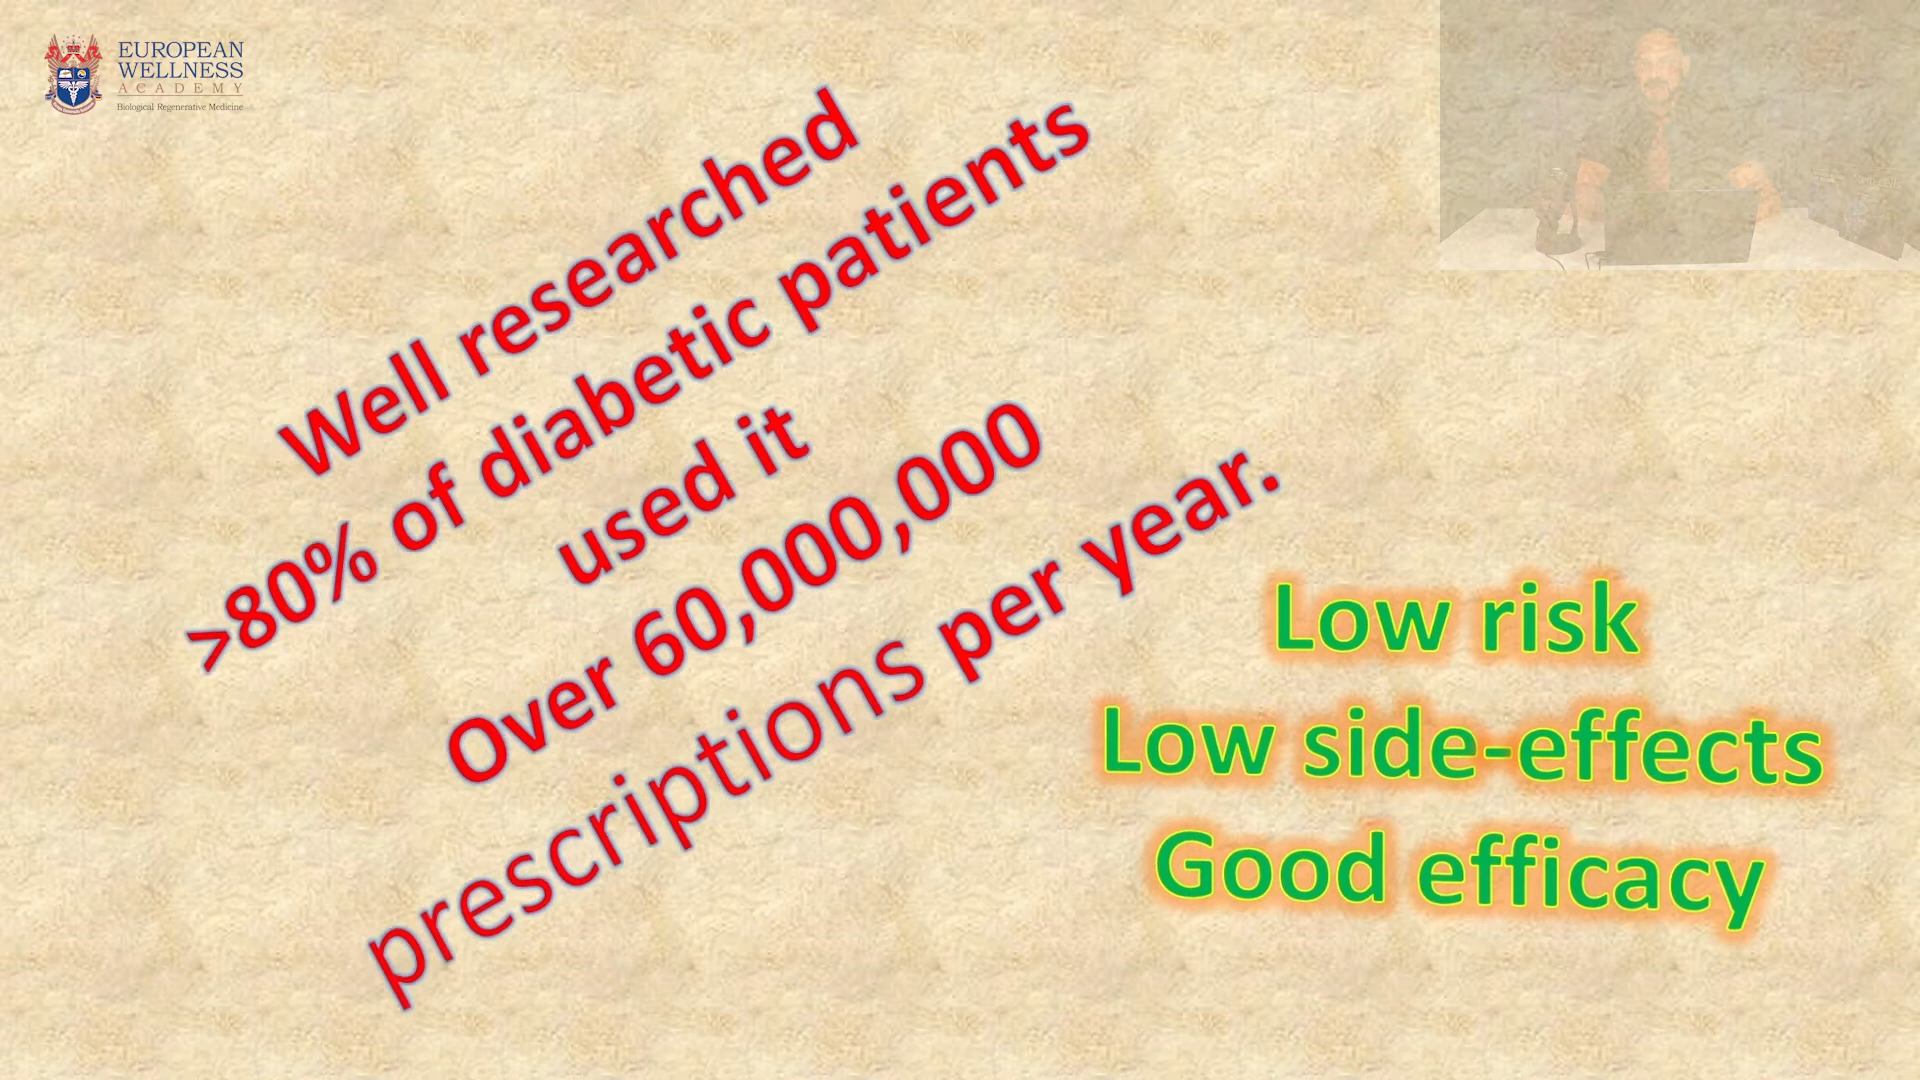 EUROPEAN
WELLNESS
ACADEMY
Biological Regenerative Medicine
Well researched
>80% of diabetic patients
used it
Over 60,000,000
prescriptions per year.
Low risk
Low side-effects
Good efficacy